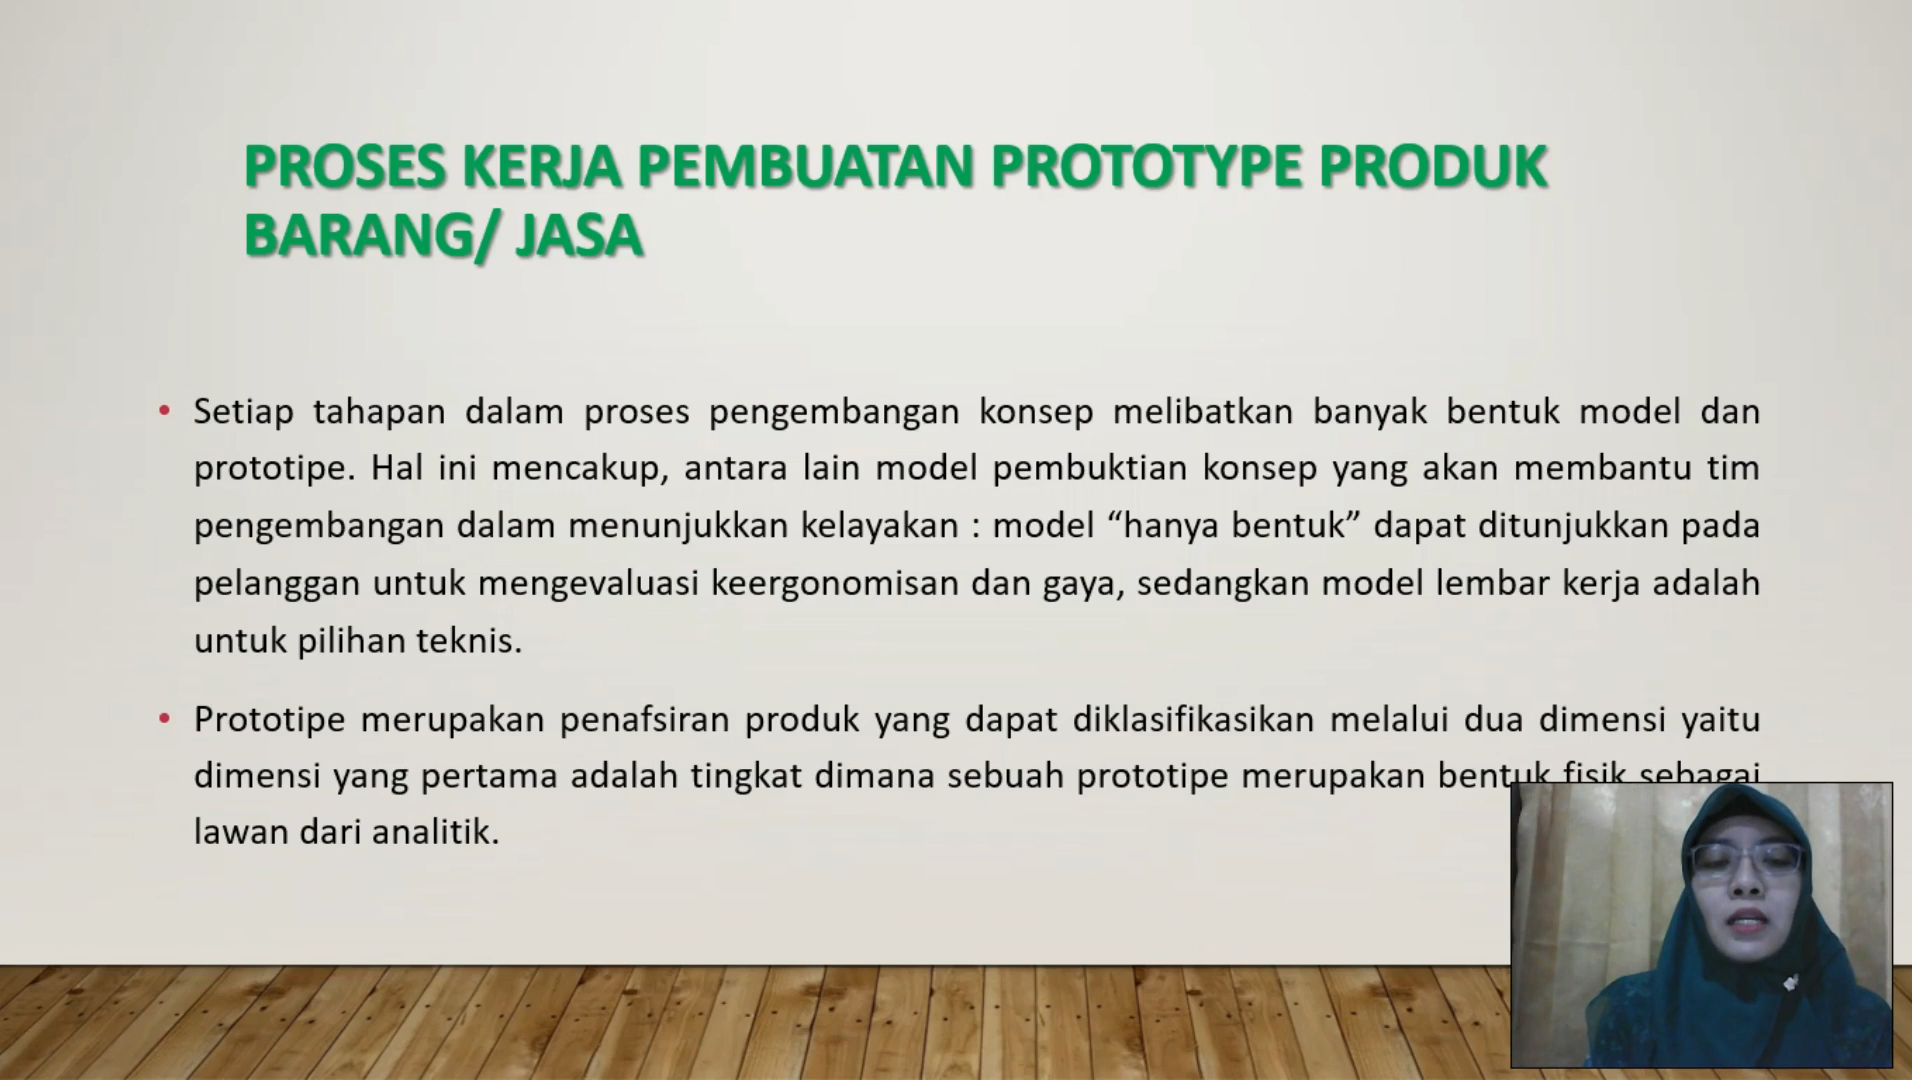 PROSES KERJA PEMBUATAN PROTOTYPE PRODUK
BARANG/ JASA
• Setiap tahapan dalam proses pengembangan konsep melibatkan banyak bentuk model dan
prototipe. Hal ini mencakup, antara lain model pembuktian konsep yang akan membantu tim
pengembangan dalam menunjukkan kelayakan : model “hanya bentuk” dapat ditunjukkan pada
pelanggan untuk mengevaluasi keergonomisan dan gaya, sedangkan model lembar kerja adalah
untuk pilihan teknis.
• Prototipe merupakan penafsiran produk yang dapat diklasifikasikan melalui dua dimensi yaitu
dimensi yang pertama adalah tingkat dimana sebuah prototipe merupakan bentuk fisik sebagai
lawan dari analitik.